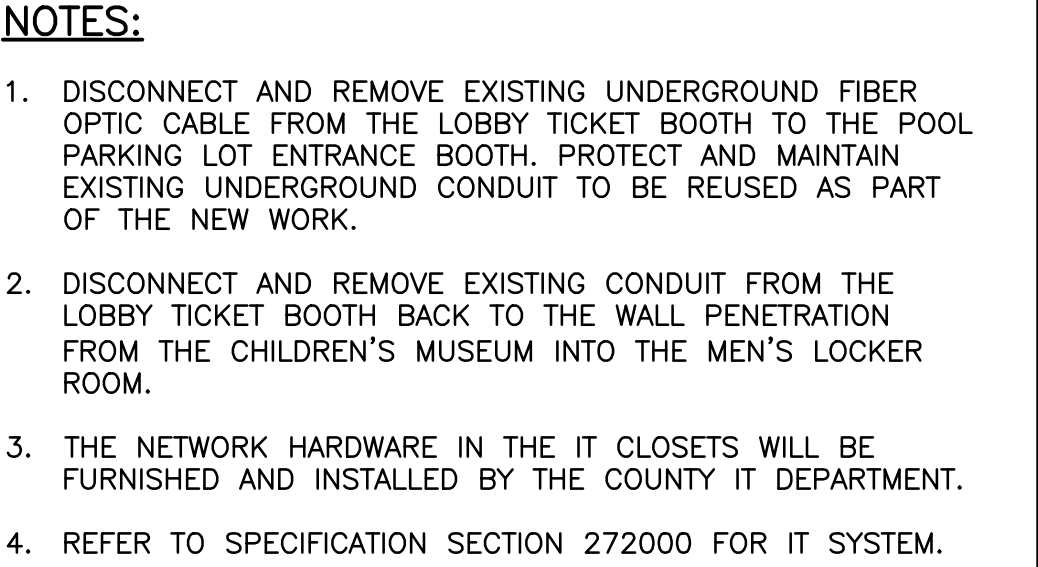 NOTES:
1. DISCONNECT AND REMOVE EXISTING UNDERGROUND FIBER
OPTIC CABLE FROM THE LOBBY TICKET BOOTH TO THE POOL
PARKING LOT ENTRANCE BOOTH. PROTECT AND MAINTAIN
EXISTING UNDERGROUND CONDUIT TO BE REUSED AS PART
OF THE NEW WORK.
2. DISCONNECT AND REMOVE EXISTING CONDUIT FROM THE
LOBBY TICKET BOOTH BACK TO THE WALL PENETRATION
FROM THE CHILDREN'S MUSEUM INTO THE MEN'S LOCKER
ROOM.
3. THE NETWORK HARDWARE IN THE IT CLOSETS WILL BE
FURNISHED AND INSTALLED BY THE COUNTY IT DEPARTMENT.
4. REFER TO SPECIFICATION SECTION 272000 FOR IT SYSTEM.